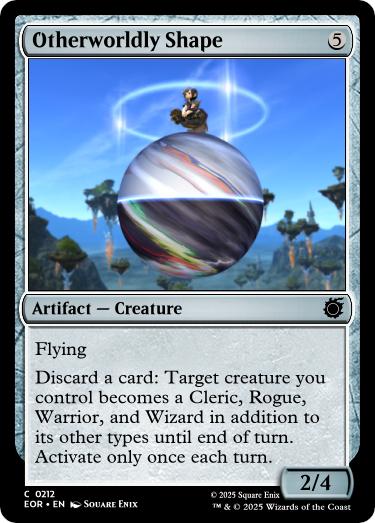 Otherworldly Shape 5
Artifact — Creature
Flying
Discard a card: Target creature you
control becomes a Cleric, Rogue,
Warrior, and Wizard in addition to
its other types until end of turn.
Activate only once each turn.
2/4
C 0212
EOR • EN Square Enix
© 2025 Square Enix
™ & © 2025 Wizards of the Coast